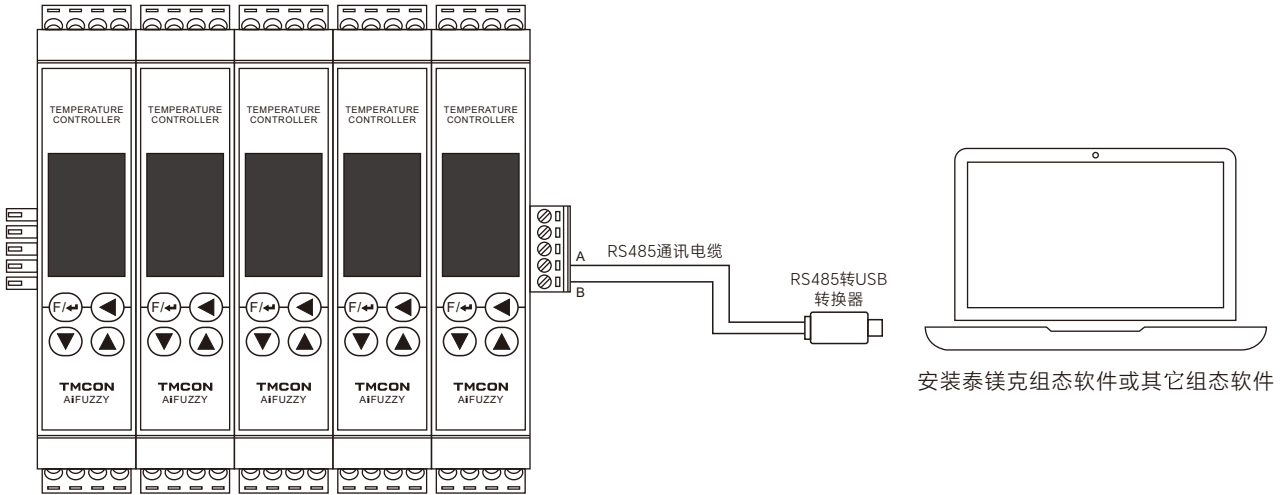 TEMPERATURE
CONTROLLER
TEMPERATURE
CONTROLLER
TEMPERATURE
CONTROLLER
TEMPERATURE
CONTROLLER
TEMPERATURE
CONTROLLER
A
RS485通讯电缆
B
RS485转USB
转换器
F/↵
F/↵
F/↵
F/↵
F/↵
TMCON
AiFUZZY
TMCON
AiFUZZY
TMCON
AiFUZZY
TMCON
AiFUZZY
TMCON
AiFUZZY
安装泰镁克组态软件或其它组态软件